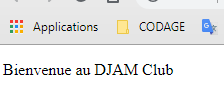 Applications CODAGE
Bienvenue au DJAM Club